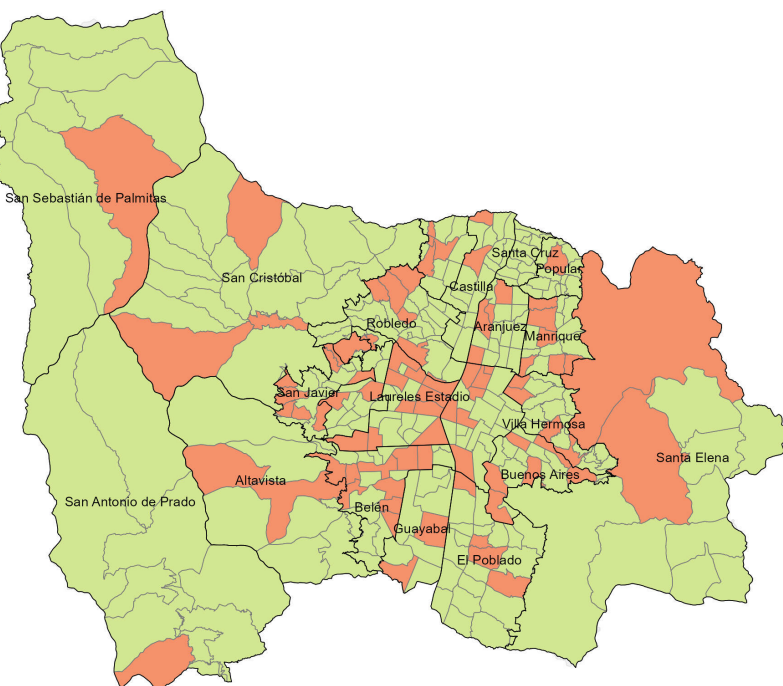 San Sebastián de Palmitas
San Cristóbal
Santa Cruz
Popular
Castilla
Robledo
Aranjuez
Manrique
San Javier
Laureles Estadio
Villa Hermosa
Santa Elena
Altavista
Buenos Aires
San Antonio de Prado
Belén
Guayabal
El Poblado